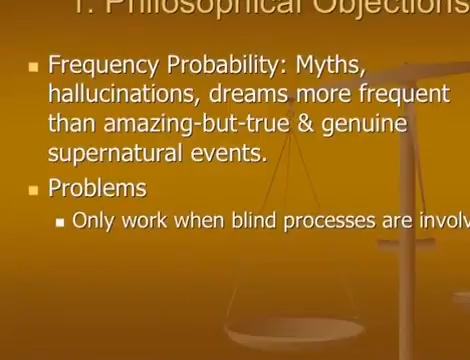 1. Philosophical Objections
Frequency Probability: Myths,
hallucinations, dreams more frequent
than amazing-but-true & genuine
supernatural events.
Problems
Only work when blind processes are involv